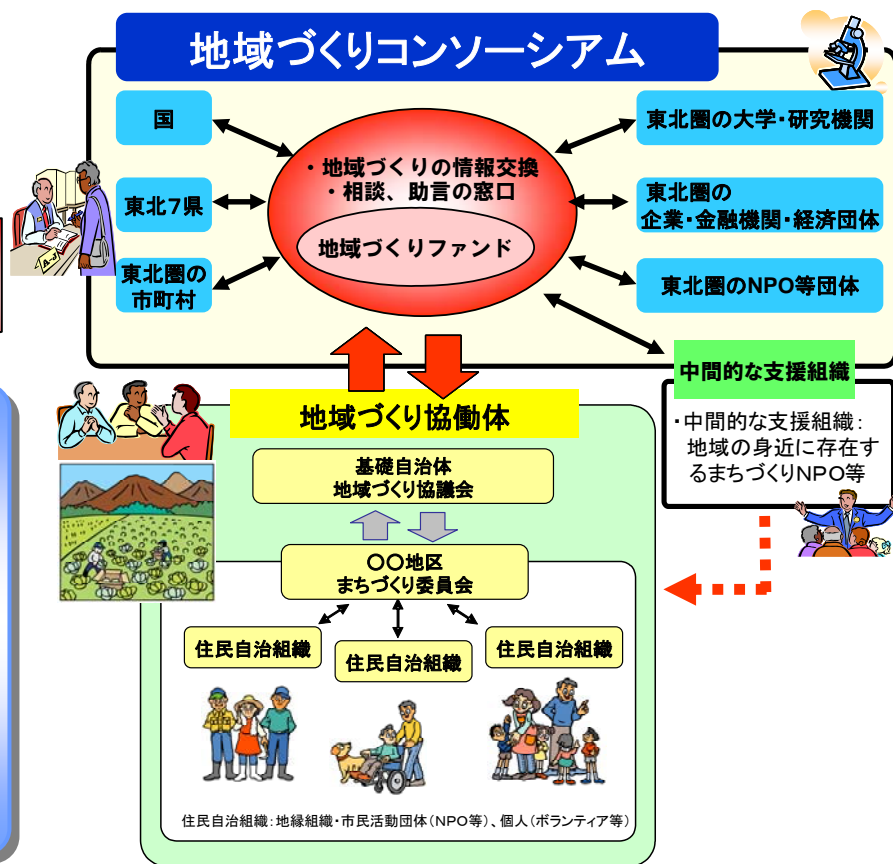 地域づくりコンソーシアム
国
東北7県
東北圏の
市町村
・地域づくりの情報交換
・相談、助言の窓口
地域づくりファンド
東北圏の大学・研究機関
東北圏の
企業・金融機関・経済団体
東北圏のNPO等団体
中間的な支援組織
・中間的な支援組織:
地域の身近に存在す
るまちづくりNPO等
地域づくり協働体
基礎自治体
地域づくり協議会
〇〇地区
まちづくり委員会
住民自治組織
住民自治組織
住民自治組織
住民自治組織:地縁組織・市民活動団体(NPO等)、個人(ボランティア等)